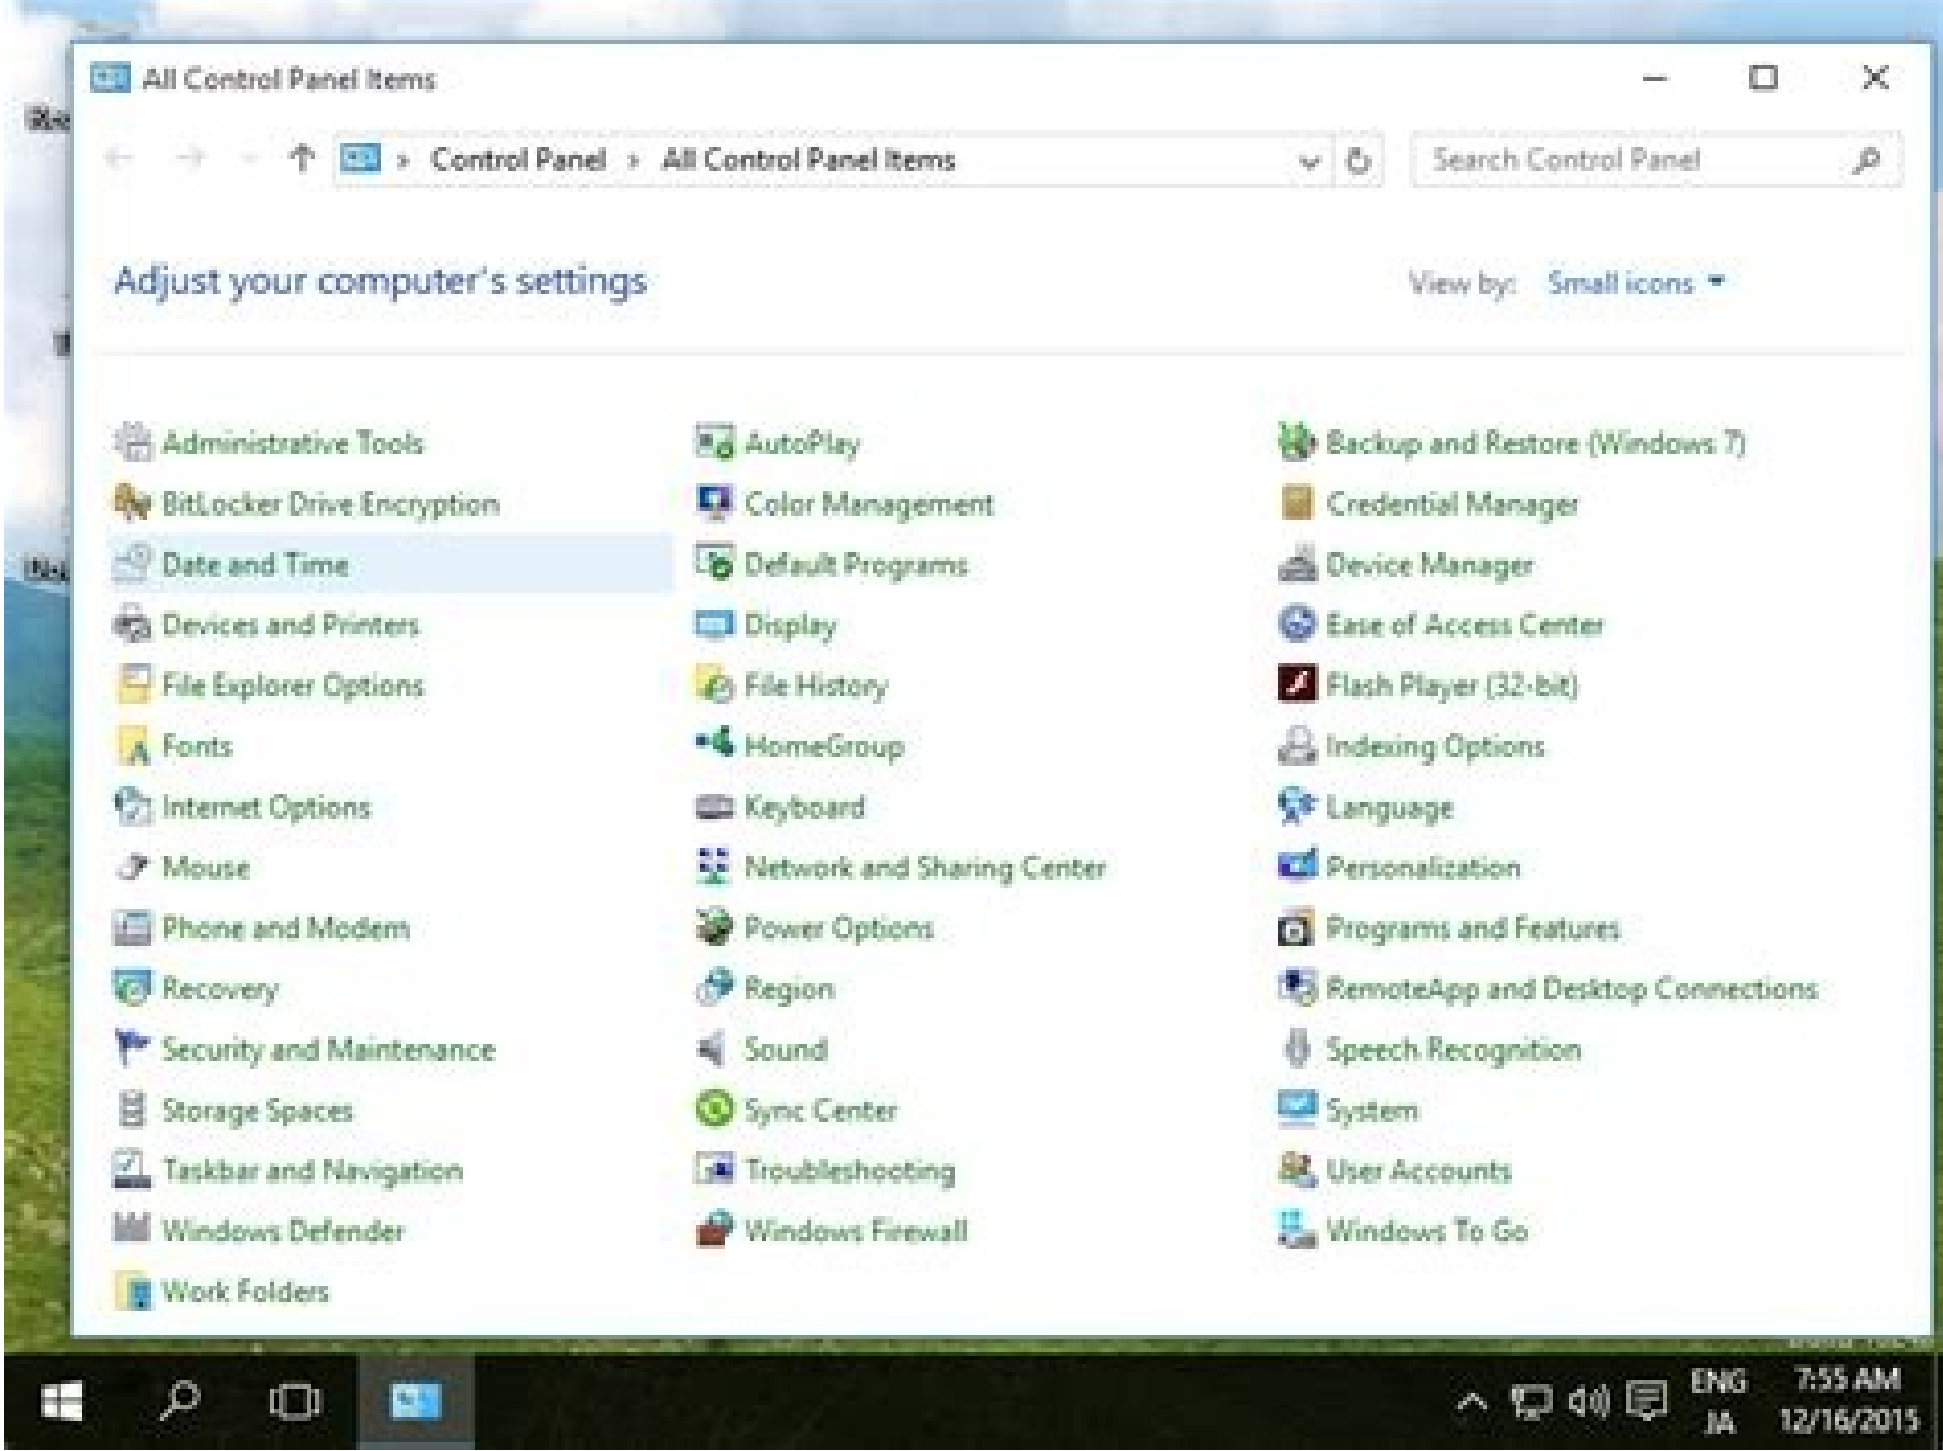 All Control Panel Items
Control Panel > All Control Panel Items
Search Control Panel
Adjust your computer's settings
View by: Small icons
Administrative Tools AutoPlay Backup and Restore (Windows 7)
BitLocker Drive Encryption Color Management Credential Manager
Date and Time Default Programs Device Manager
Devices and Printers Display Ease of Access Center
File Explorer Options File History Flash Player (32-bit)
Fonts HomeGroup Indexing Options
Internet Options Keyboard Language
Mouse Network and Sharing Center Personalization
Phone and Modem Power Options Programs and Features
Recovery Region RemoteApp and Desktop Connections
Security and Maintenance Sound Speech Recognition
Storage Spaces Sync Center System
Taskbar and Navigation Troubleshooting User Accounts
Windows Defender Windows Firewall Windows To Go
Work Folders
ENG 7:55 AM
JA 12/16/2015